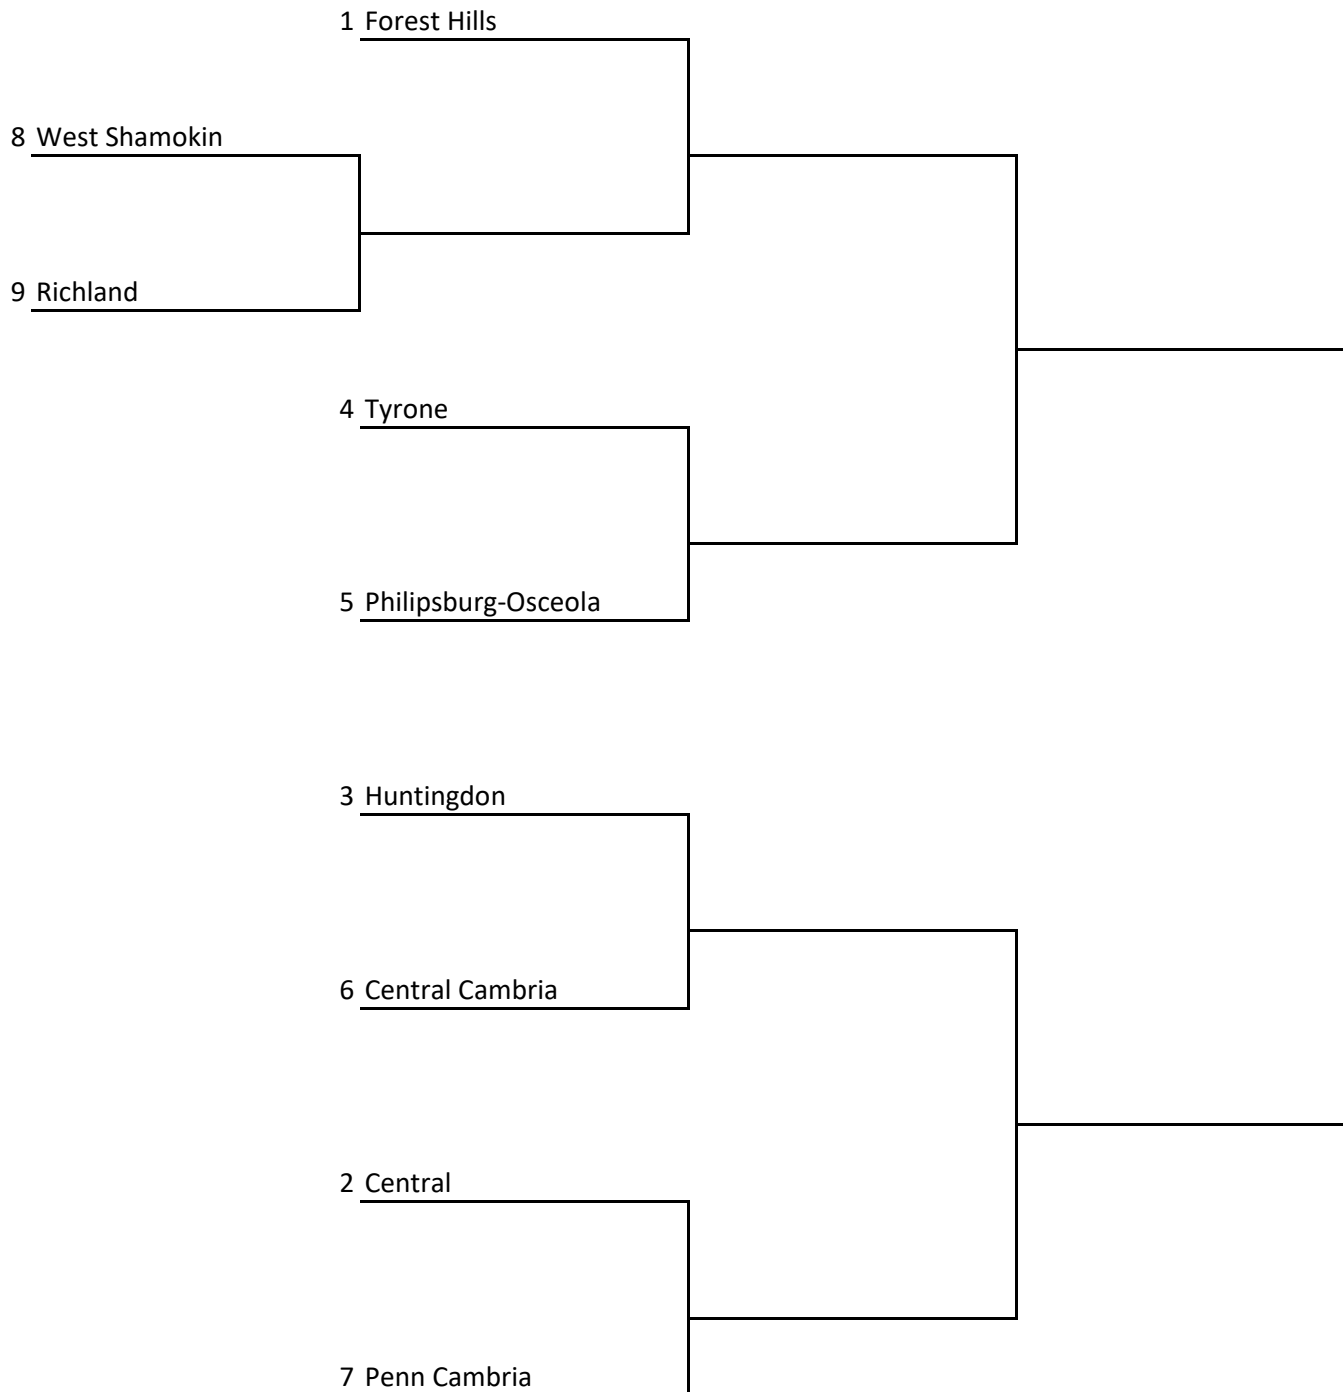 1 Forest Hills
8 West Shamokin
9 Richland
4 Tyrone
5 Philipsburg-Osceola
3 Huntingdon
6 Central Cambria
2 Central
7 Penn Cambria